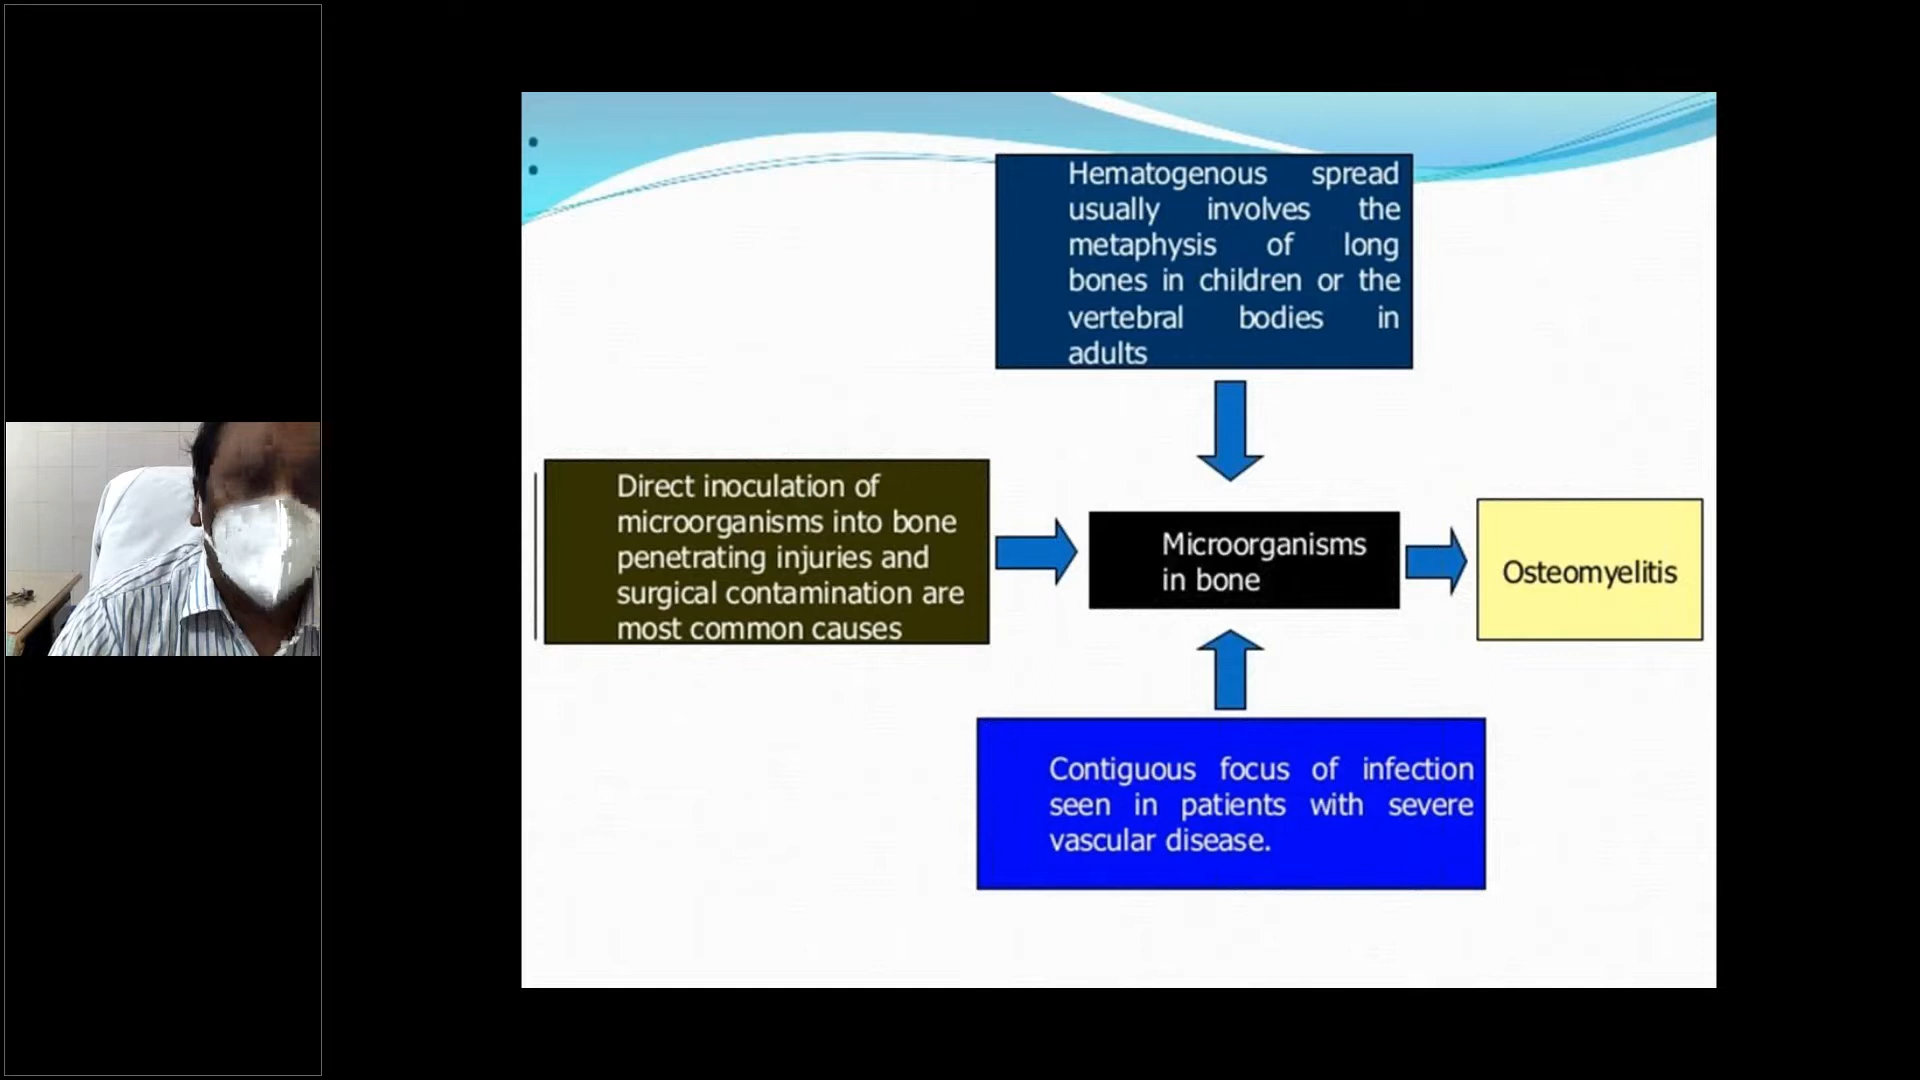 Hematogenous spread
usually involves the
metaphysis of long
bones in children or the
vertebral bodies in
adults
Direct inoculation of
microorganisms into bone
penetrating injuries and
surgical contamination are
most common causes
Microorganisms
in bone
Osteomyelitis
Contiguous focus of infection
seen in patients with severe
vascular disease.